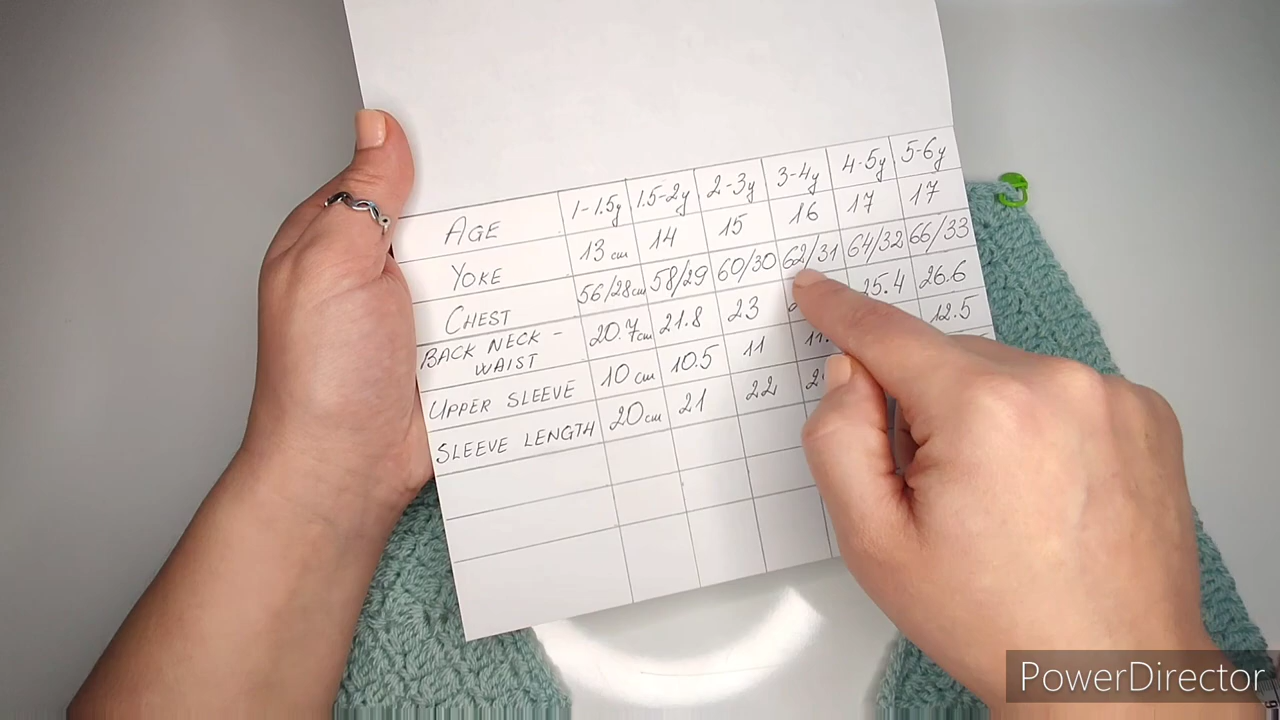 AGE 1-1.5y 1.5-2y 2-3y 3-4y 4-5y 5-6y
YOKE 13 cm 14 15 16 17 17
CHEST 56/28cm 58/29 60/30 62/31 64/32 66/33
BACK NECK -
WAIST 20.7cm 21.8 23 25.4 26.6
UPPER SLEEVE 10 cm 10.5 11 12.5
SLEEVE LENGTH 20cm 21 22
PowerDirector